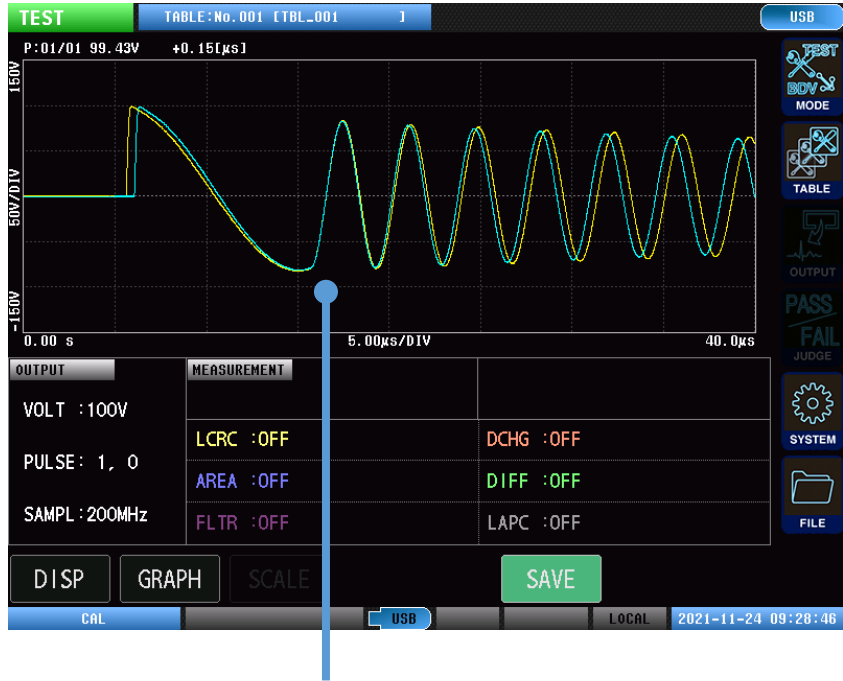 TEST TABLE:No.001 [TBL_001 ] USB
P:01/01 99.43V +0.15[µs]
150V
50V/DIV
-150V
0.00 s 5.00µs/DIV 40.0µs
TEST
BDV
MODE
TABLE
OUTPUT
PASS
FAIL
JUDGE
SYSTEM
FILE
OUTPUT
VOLT :100V
PULSE: 1, 0
SAMPL:200MHz
MEASUREMENT
LCRC :OFF DCHG :OFF
AREA :OFF DIFF :OFF
FLTR :OFF LAPC :OFF
DISP GRAPH SCALE SAVE
CAL USB LOCAL 2021-11-24 09:28:46